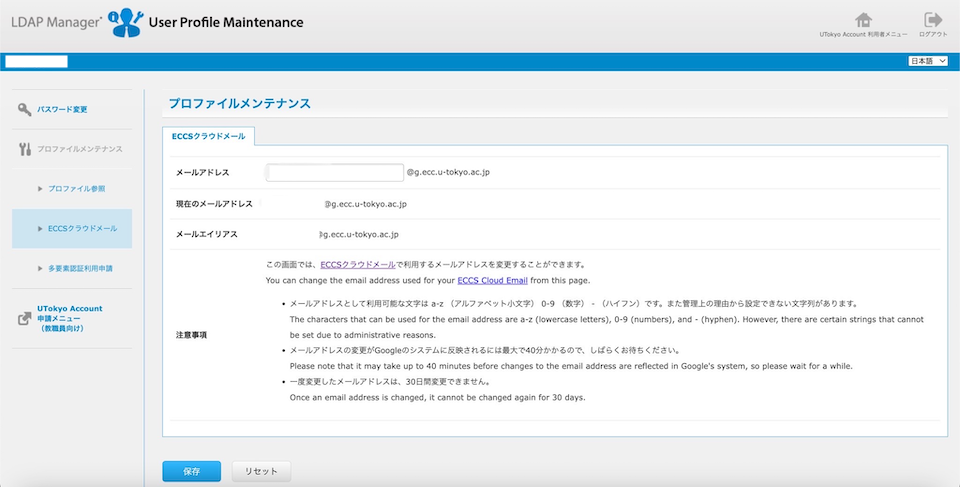 LDAP Manager User Profile Maintenance
UTokyo Account 利用者メニュー
ログアウト
日本語
パスワード変更
プロファイルメンテナンス
プロファイル参照
ECCSクラウドメール
多要素認証利用申請
UTokyo Account
申請メニュー
（教職員向け）
プロファイルメンテナンス
ECCSクラウドメール
メールアドレス @g.ecc.u-tokyo.ac.jp
現在のメールアドレス @g.ecc.u-tokyo.ac.jp
メールエイリアス g.ecc.u-tokyo.ac.jp
注意事項
この画面では、ECCSクラウドメールで利用するメールアドレスを変更することができます。
You can change the email address used for your ECCS Cloud Email from this page.
• メールアドレスとして利用可能な文字は a-z （アルファベット小文字） 0-9 （数字） - （ハイフン）です。また管理上の理由から設定できない文字列があります。
The characters that can be used for the email address are a-z (lowercase letters), 0-9 (numbers), and - (hyphen). However, there are certain strings that cannot
be set due to administrative reasons.
• メールアドレスの変更がGoogleのシステムに反映されるには最大で40分かかるので、しばらくお待ちください。
Please note that it may take up to 40 minutes before changes to the email address are reflected in Google's system, so please wait for a while.
• 一度変更したメールアドレスは、30日間変更できません。
Once an email address is changed, it cannot be changed again for 30 days.
保存
リセット